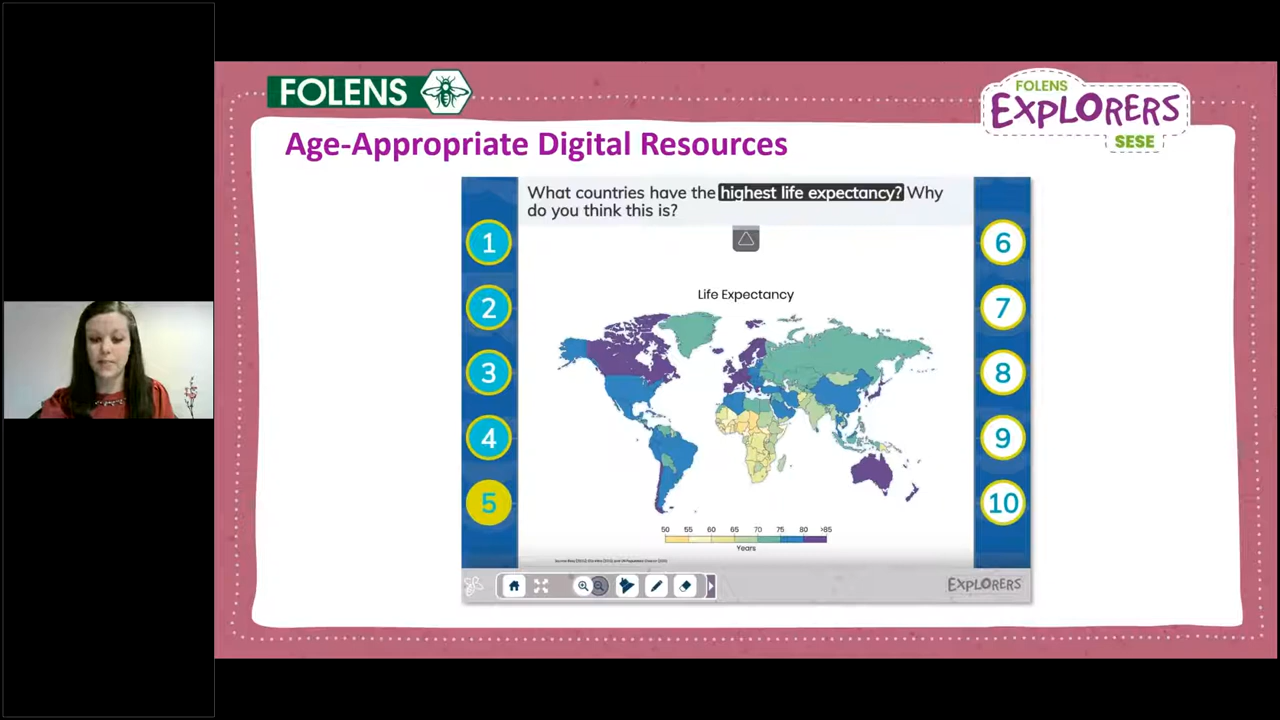 FOLENS
FOLENS
EXPLORERS
SESE
Age-Appropriate Digital Resources
What countries have the highest life expectancy? Why
do you think this is?
1
2
3
4
5
6
7
8
9
10
Life Expectancy
50 55 60 65 70 75 80 >85
Years
EXPLORERS